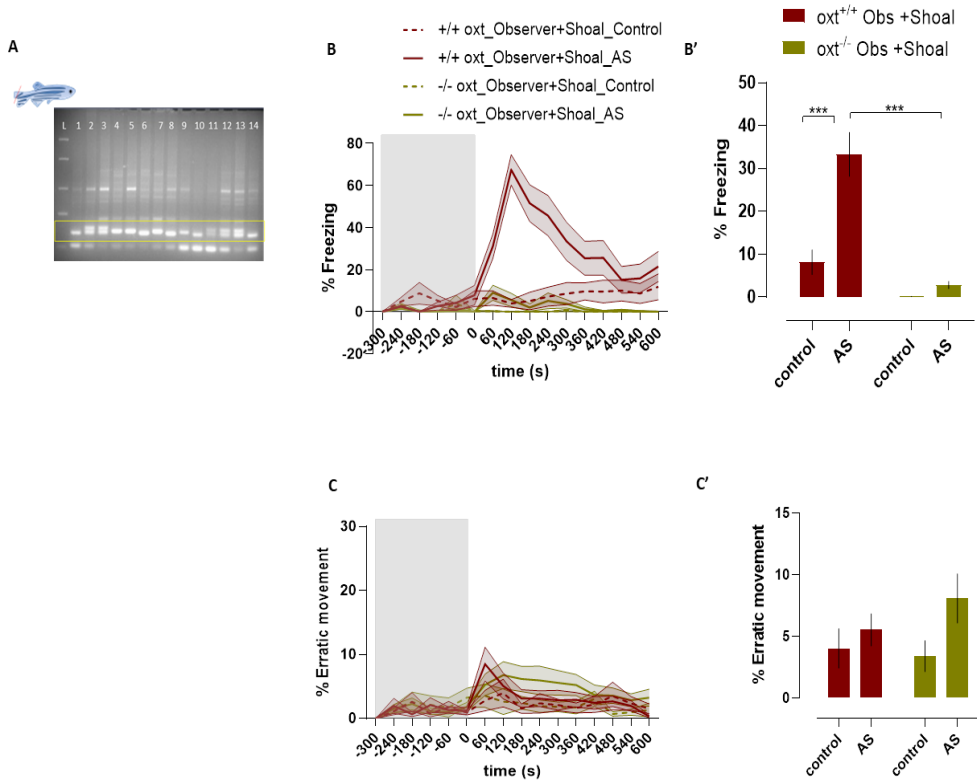 A
L 1 2 3 4 5 6 7 8 9 10 11 12 13 14
B
+/+ oxt_Observer+Shoal_Control
+/+ oxt_Observer+Shoal_AS
-/- oxt_Observer+Shoal_Control
-/- oxt_Observer+Shoal_AS
% Freezing
80
60
40
20
0
-20
-300 -240 -180 -120 -60 0 60 120 180 240 300 360 420 480 540 600
time (s)
B'
oxt+/+ Obs +Shoal
oxt-/- Obs +Shoal
% Freezing
50
40
30
20
10
0
*** ***
control AS control AS
C
% Erratic movement
30
20
10
0
-300 -240 -180 -120 -60 0 60 120 180 240 300 360 420 480 540 600
time (s)
C'
% Erratic movement
15
10
5
0
control AS control AS